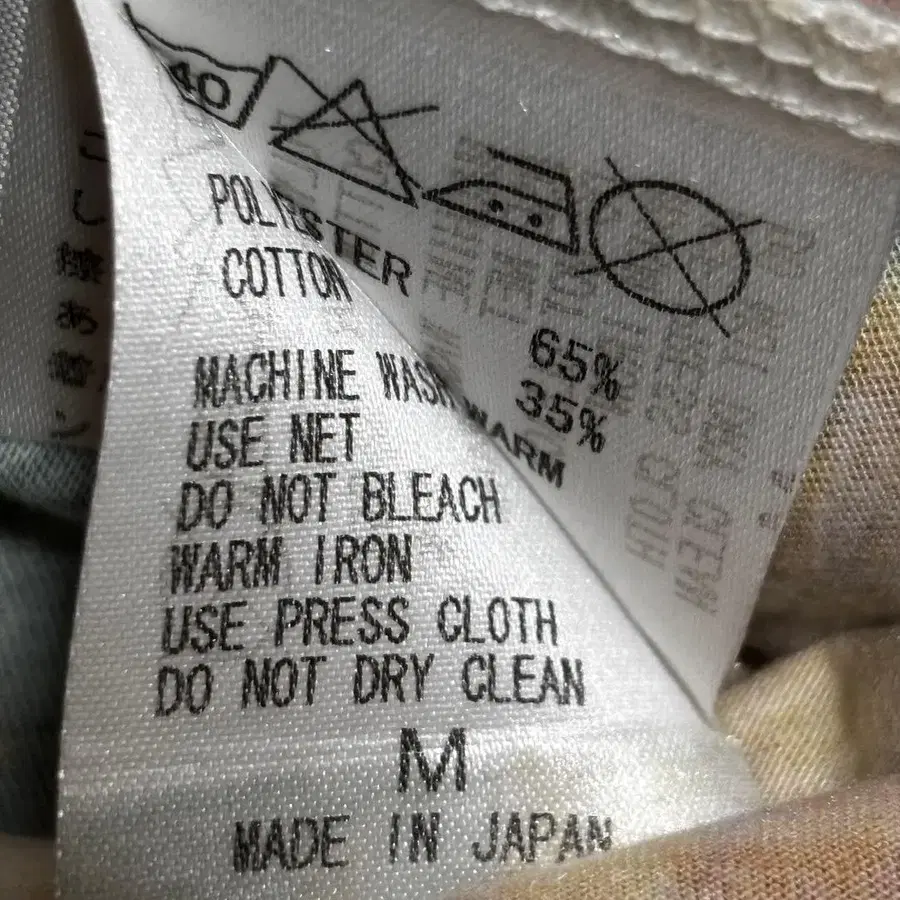 40
POLYESTER 65%
COTTON 35%
MACHINE WASH WARM
USE NET
DO NOT BLEACH
WARM IRON
USE PRESS CLOTH
DO NOT DRY CLEAN
M
MADE IN JAPAN